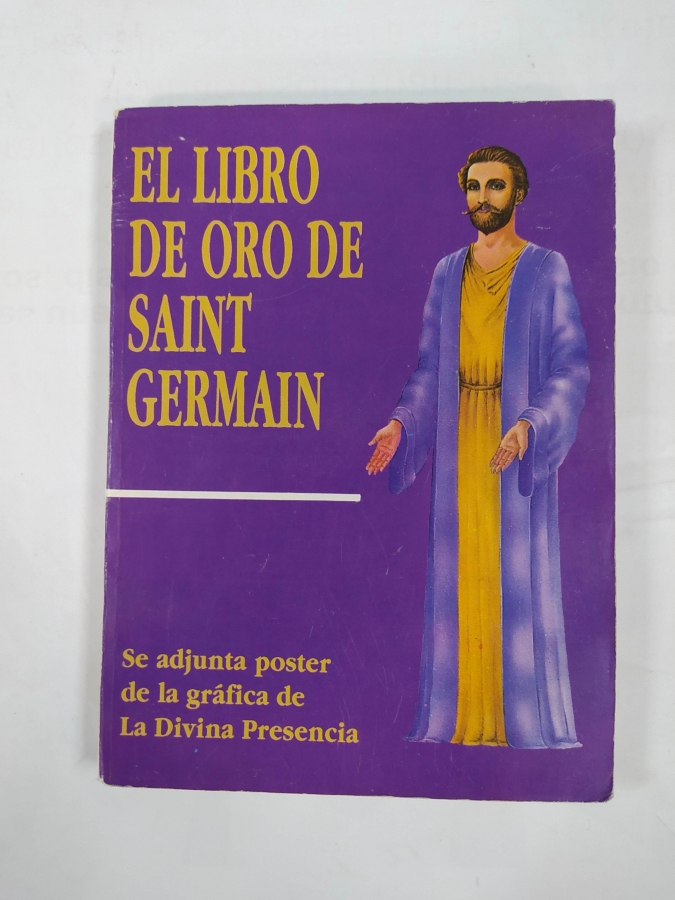 EL LIBRO
DE ORO DE
SAINT
GERMAIN
Se adjunta poster
de la gráfica de
La Divina Presencia